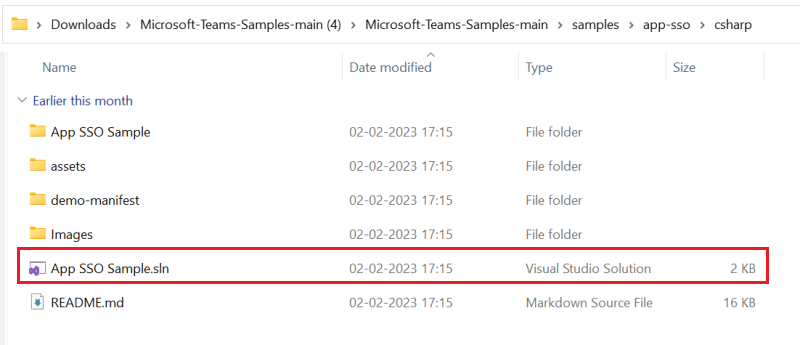 Downloads > Microsoft-Teams-Samples-main (4) > Microsoft-Teams-Samples-main > samples > app-sso > csharp
Name Date modified Type Size
Earlier this month
App SSO Sample 02-02-2023 17:15 File folder
assets 02-02-2023 17:15 File folder
demo-manifest 02-02-2023 17:15 File folder
Images 02-02-2023 17:15 File folder
App SSO Sample.sln 02-02-2023 17:15 Visual Studio Solution 2 KB
README.md 02-02-2023 17:15 Markdown Source File 16 KB